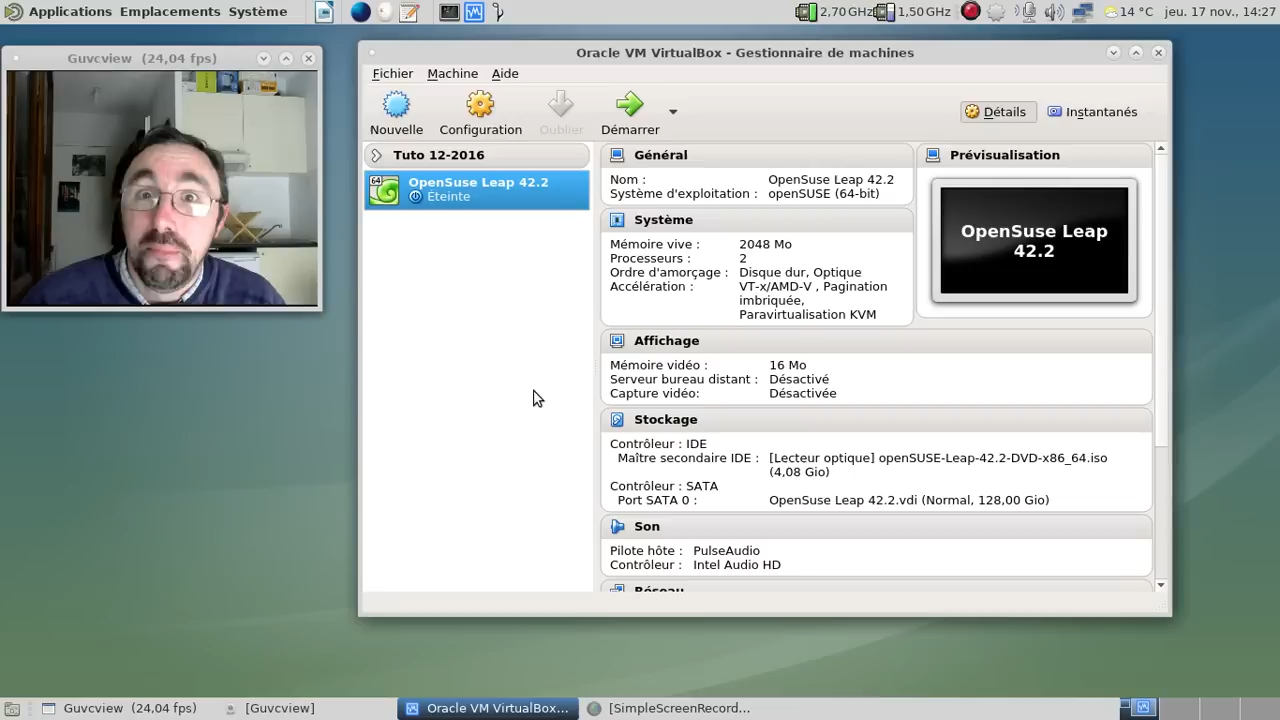 Applications Emplacements Système
2,70 GHz 1,50 GHz 14 °C jeu. 17 nov., 14:27
Guvcview (24,04 fps)
Oracle VM VirtualBox - Gestionnaire de machines
Fichier Machine Aide
Nouvelle Configuration Oublier Démarrer
Détails Instantanés
Tuto 12-2016
64
OpenSuse Leap 42.2
Éteinte
Général
Nom : OpenSuse Leap 42.2
Système d'exploitation : openSUSE (64-bit)
Système
Mémoire vive : 2048 Mo
Processeurs : 2
Ordre d'amorçage : Disque dur, Optique
Accélération : VT-x/AMD-V , Pagination
imbriquée,
Paravirtualisation KVM
Prévisualisation
OpenSuse Leap
42.2
Affichage
Mémoire vidéo : 16 Mo
Serveur bureau distant : Désactivé
Capture vidéo: Désactivée
Stockage
Contrôleur : IDE
Maître secondaire IDE : [Lecteur optique] openSUSE-Leap-42.2-DVD-x86_64.iso
(4,08 Gio)
Contrôleur : SATA
Port SATA 0 : OpenSuse Leap 42.2.vdi (Normal, 128,00 Gio)
Son
Pilote hôte : PulseAudio
Contrôleur : Intel Audio HD
Réseau
Guvcview (24,04 fps) [Guvcview] Oracle VM VirtualBox... [SimpleScreenRecord...